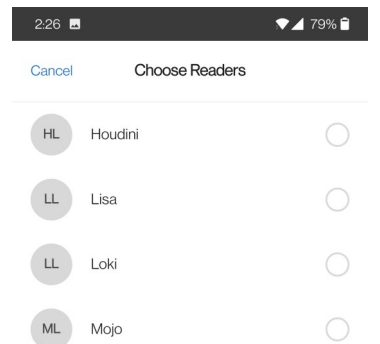 2:26 79%
Cancel Choose Readers
HL Houdini
LL Lisa
LL Loki
ML Mojo